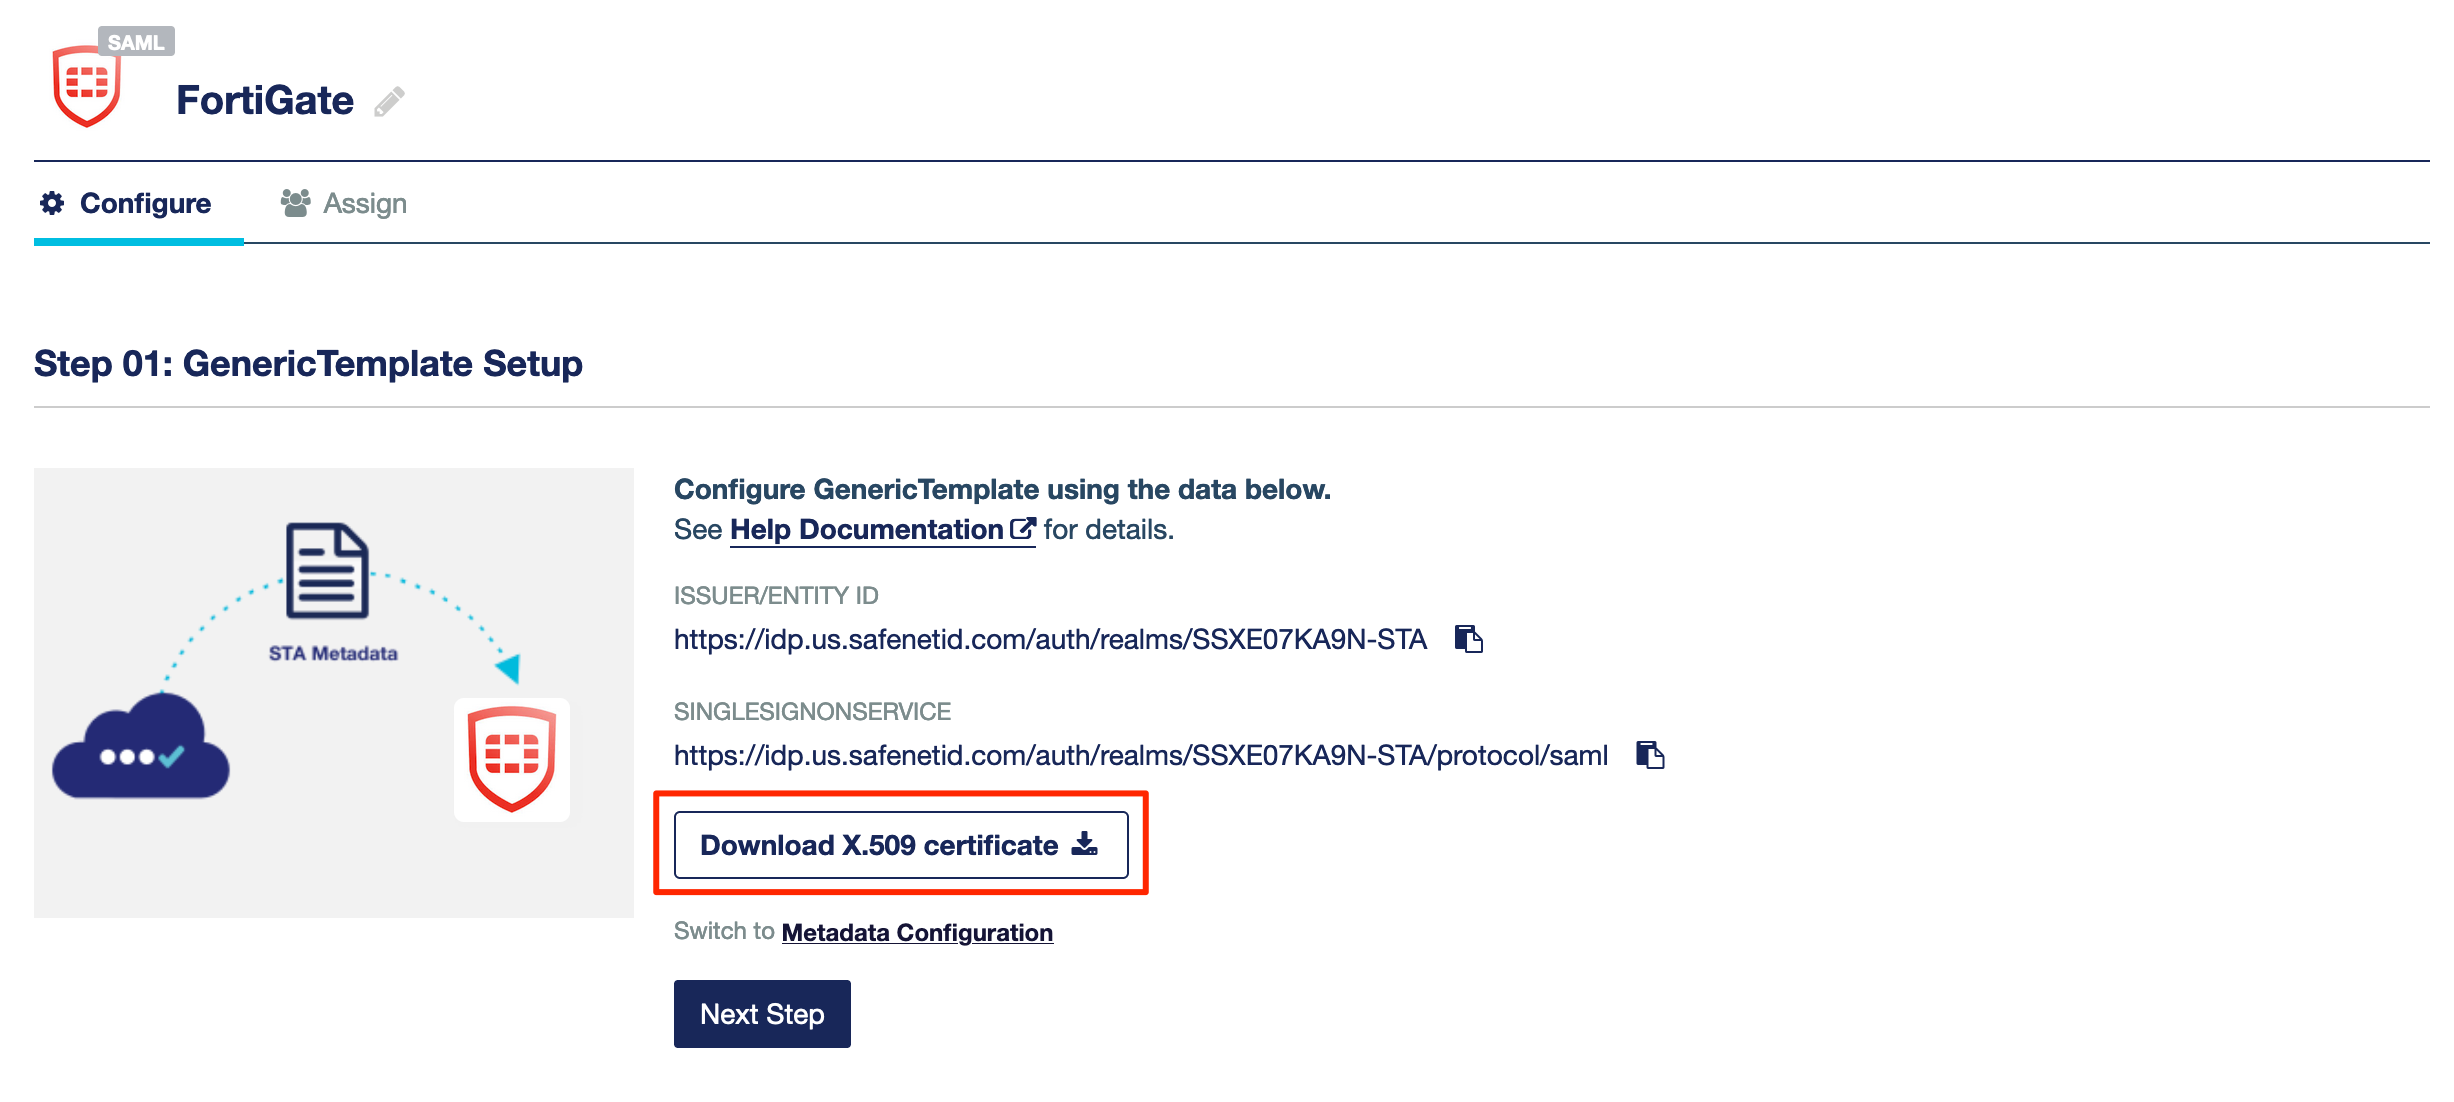 SAML
FortiGate
Configure
Assign
Step 01: GenericTemplate Setup
STA Metadata
Configure GenericTemplate using the data below.
See Help Documentation for details.
ISSUER/ENTITY ID
https://idp.us.safenetid.com/auth/realms/SSXE07KA9N-STA
SINGLESIGNONSERVICE
https://idp.us.safenetid.com/auth/realms/SSXE07KA9N-STA/protocol/saml
Download X.509 certificate
Switch to Metadata Configuration
Next Step